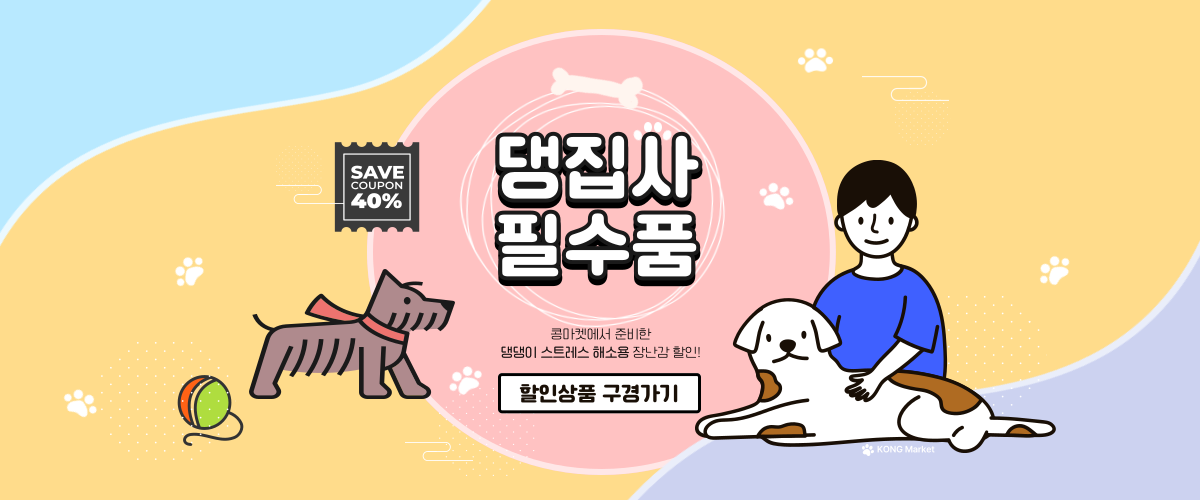 SAVE
COUPON
40%
댕집사
필수품
콩마켓에서 준비한
댕댕이 스트레스 해소용 장난감 할인!
할인상품 구경가기
KONG Market